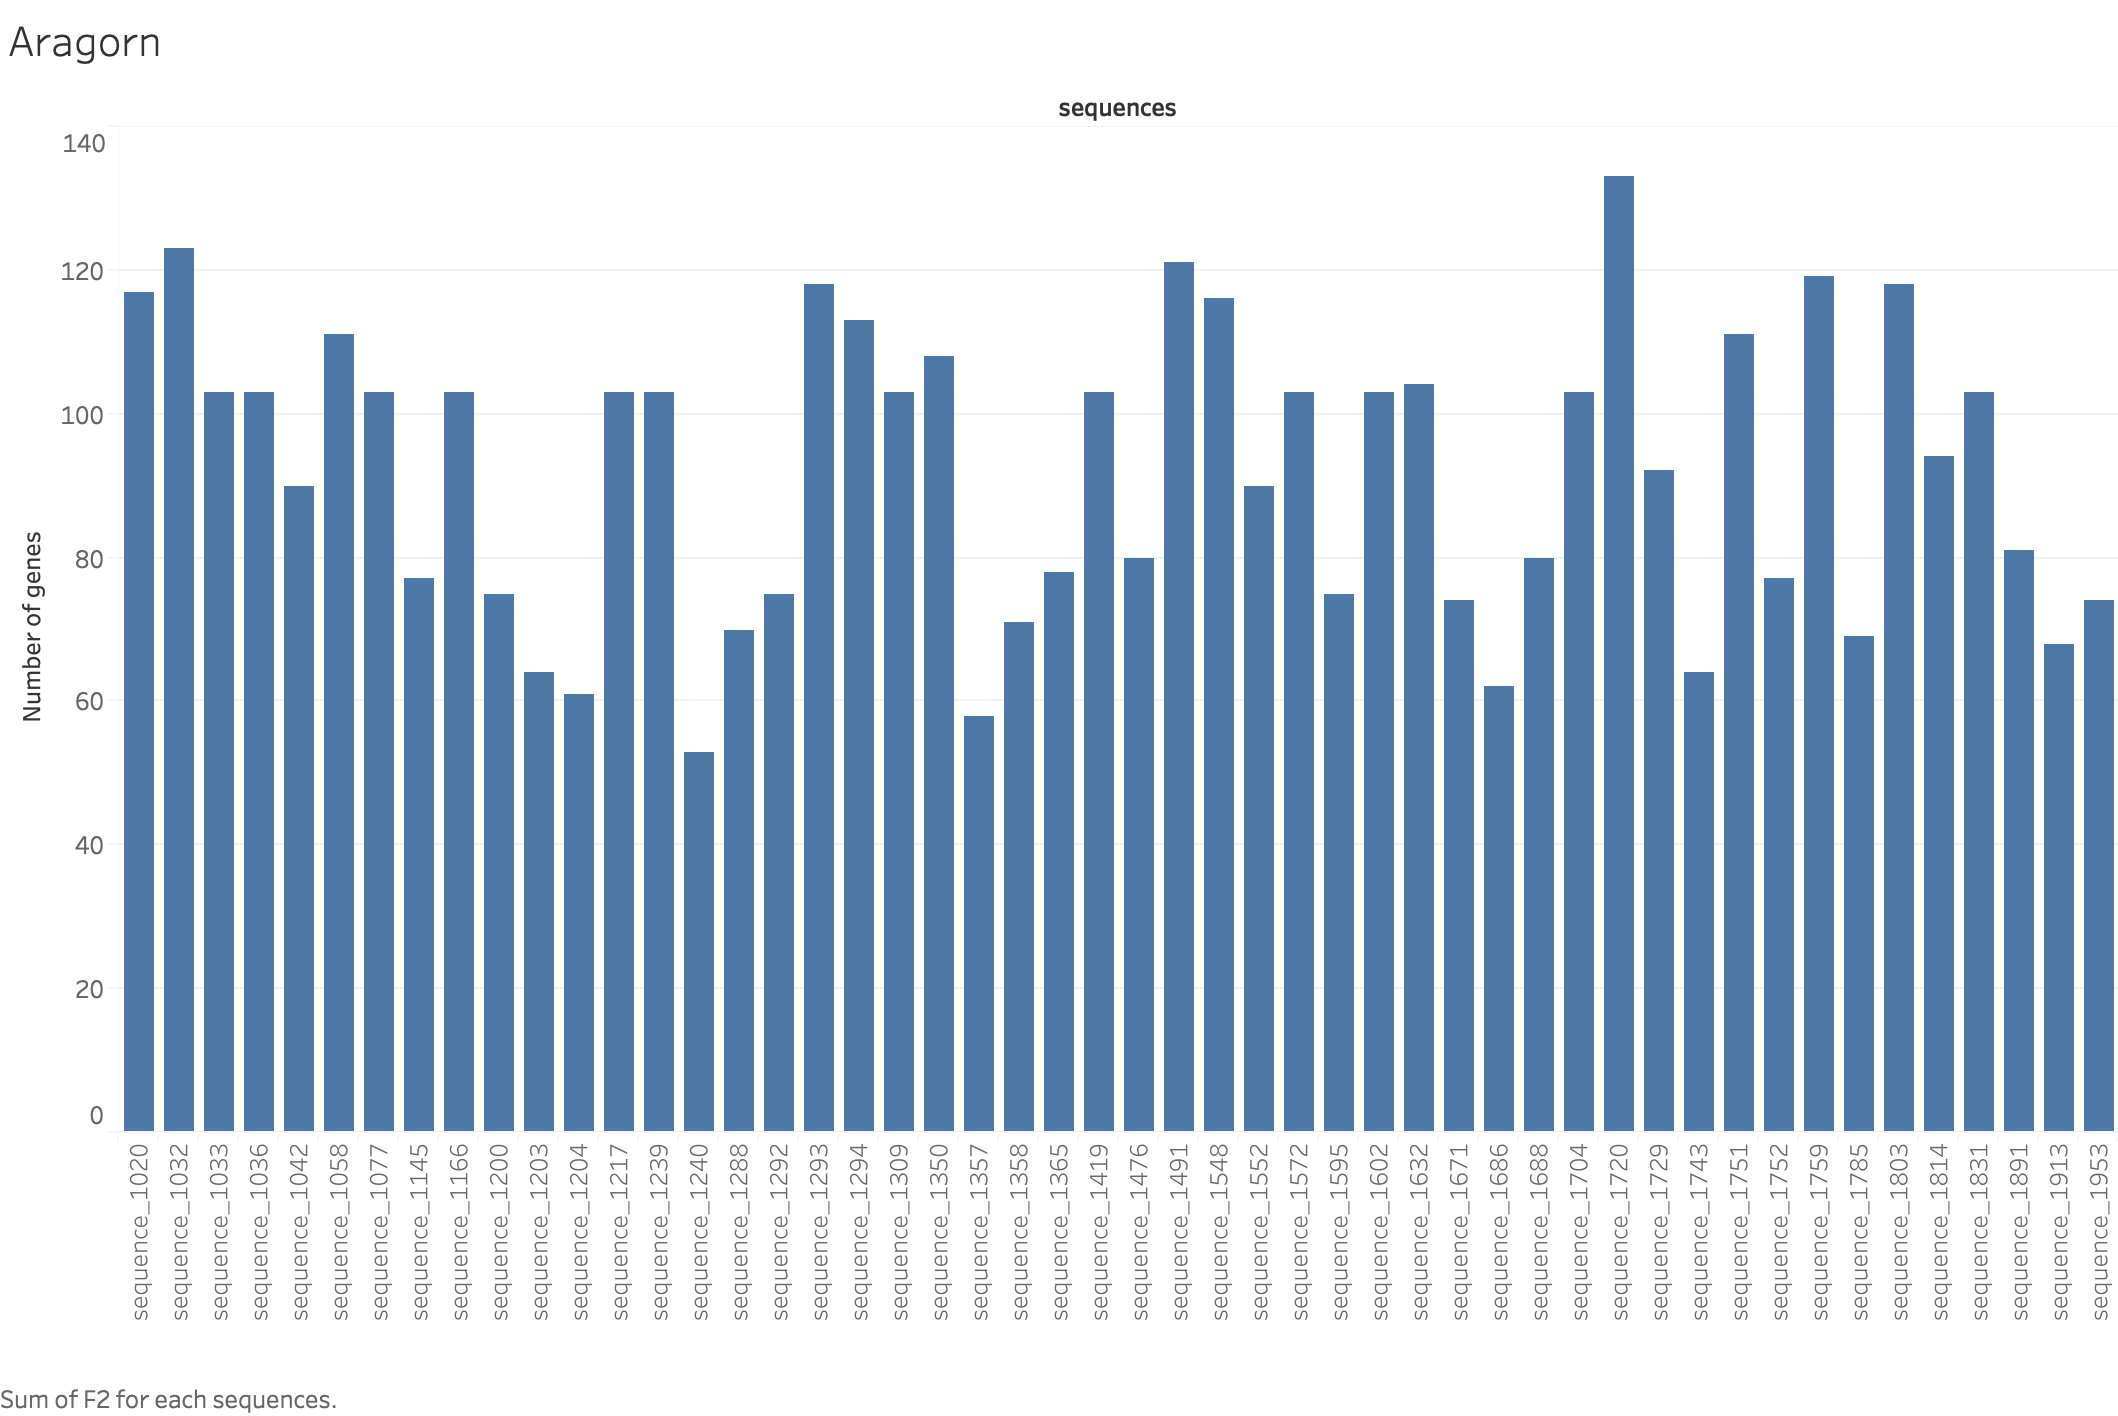 Aragorn
sequences
140
120
100
80
60
40
20
0
Number of genes
sequence_1020
sequence_1032
sequence_1033
sequence_1036
sequence_1042
sequence_1058
sequence_1077
sequence_1145
sequence_1166
sequence_1200
sequence_1203
sequence_1204
sequence_1217
sequence_1239
sequence_1240
sequence_1288
sequence_1292
sequence_1293
sequence_1294
sequence_1309
sequence_1350
sequence_1357
sequence_1358
sequence_1365
sequence_1419
sequence_1476
sequence_1491
sequence_1548
sequence_1552
sequence_1572
sequence_1595
sequence_1602
sequence_1632
sequence_1671
sequence_1686
sequence_1688
sequence_1704
sequence_1720
sequence_1729
sequence_1743
sequence_1751
sequence_1752
sequence_1759
sequence_1785
sequence_1803
sequence_1814
sequence_1831
sequence_1891
sequence_1913
sequence_1953
Sum of F2 for each sequences.